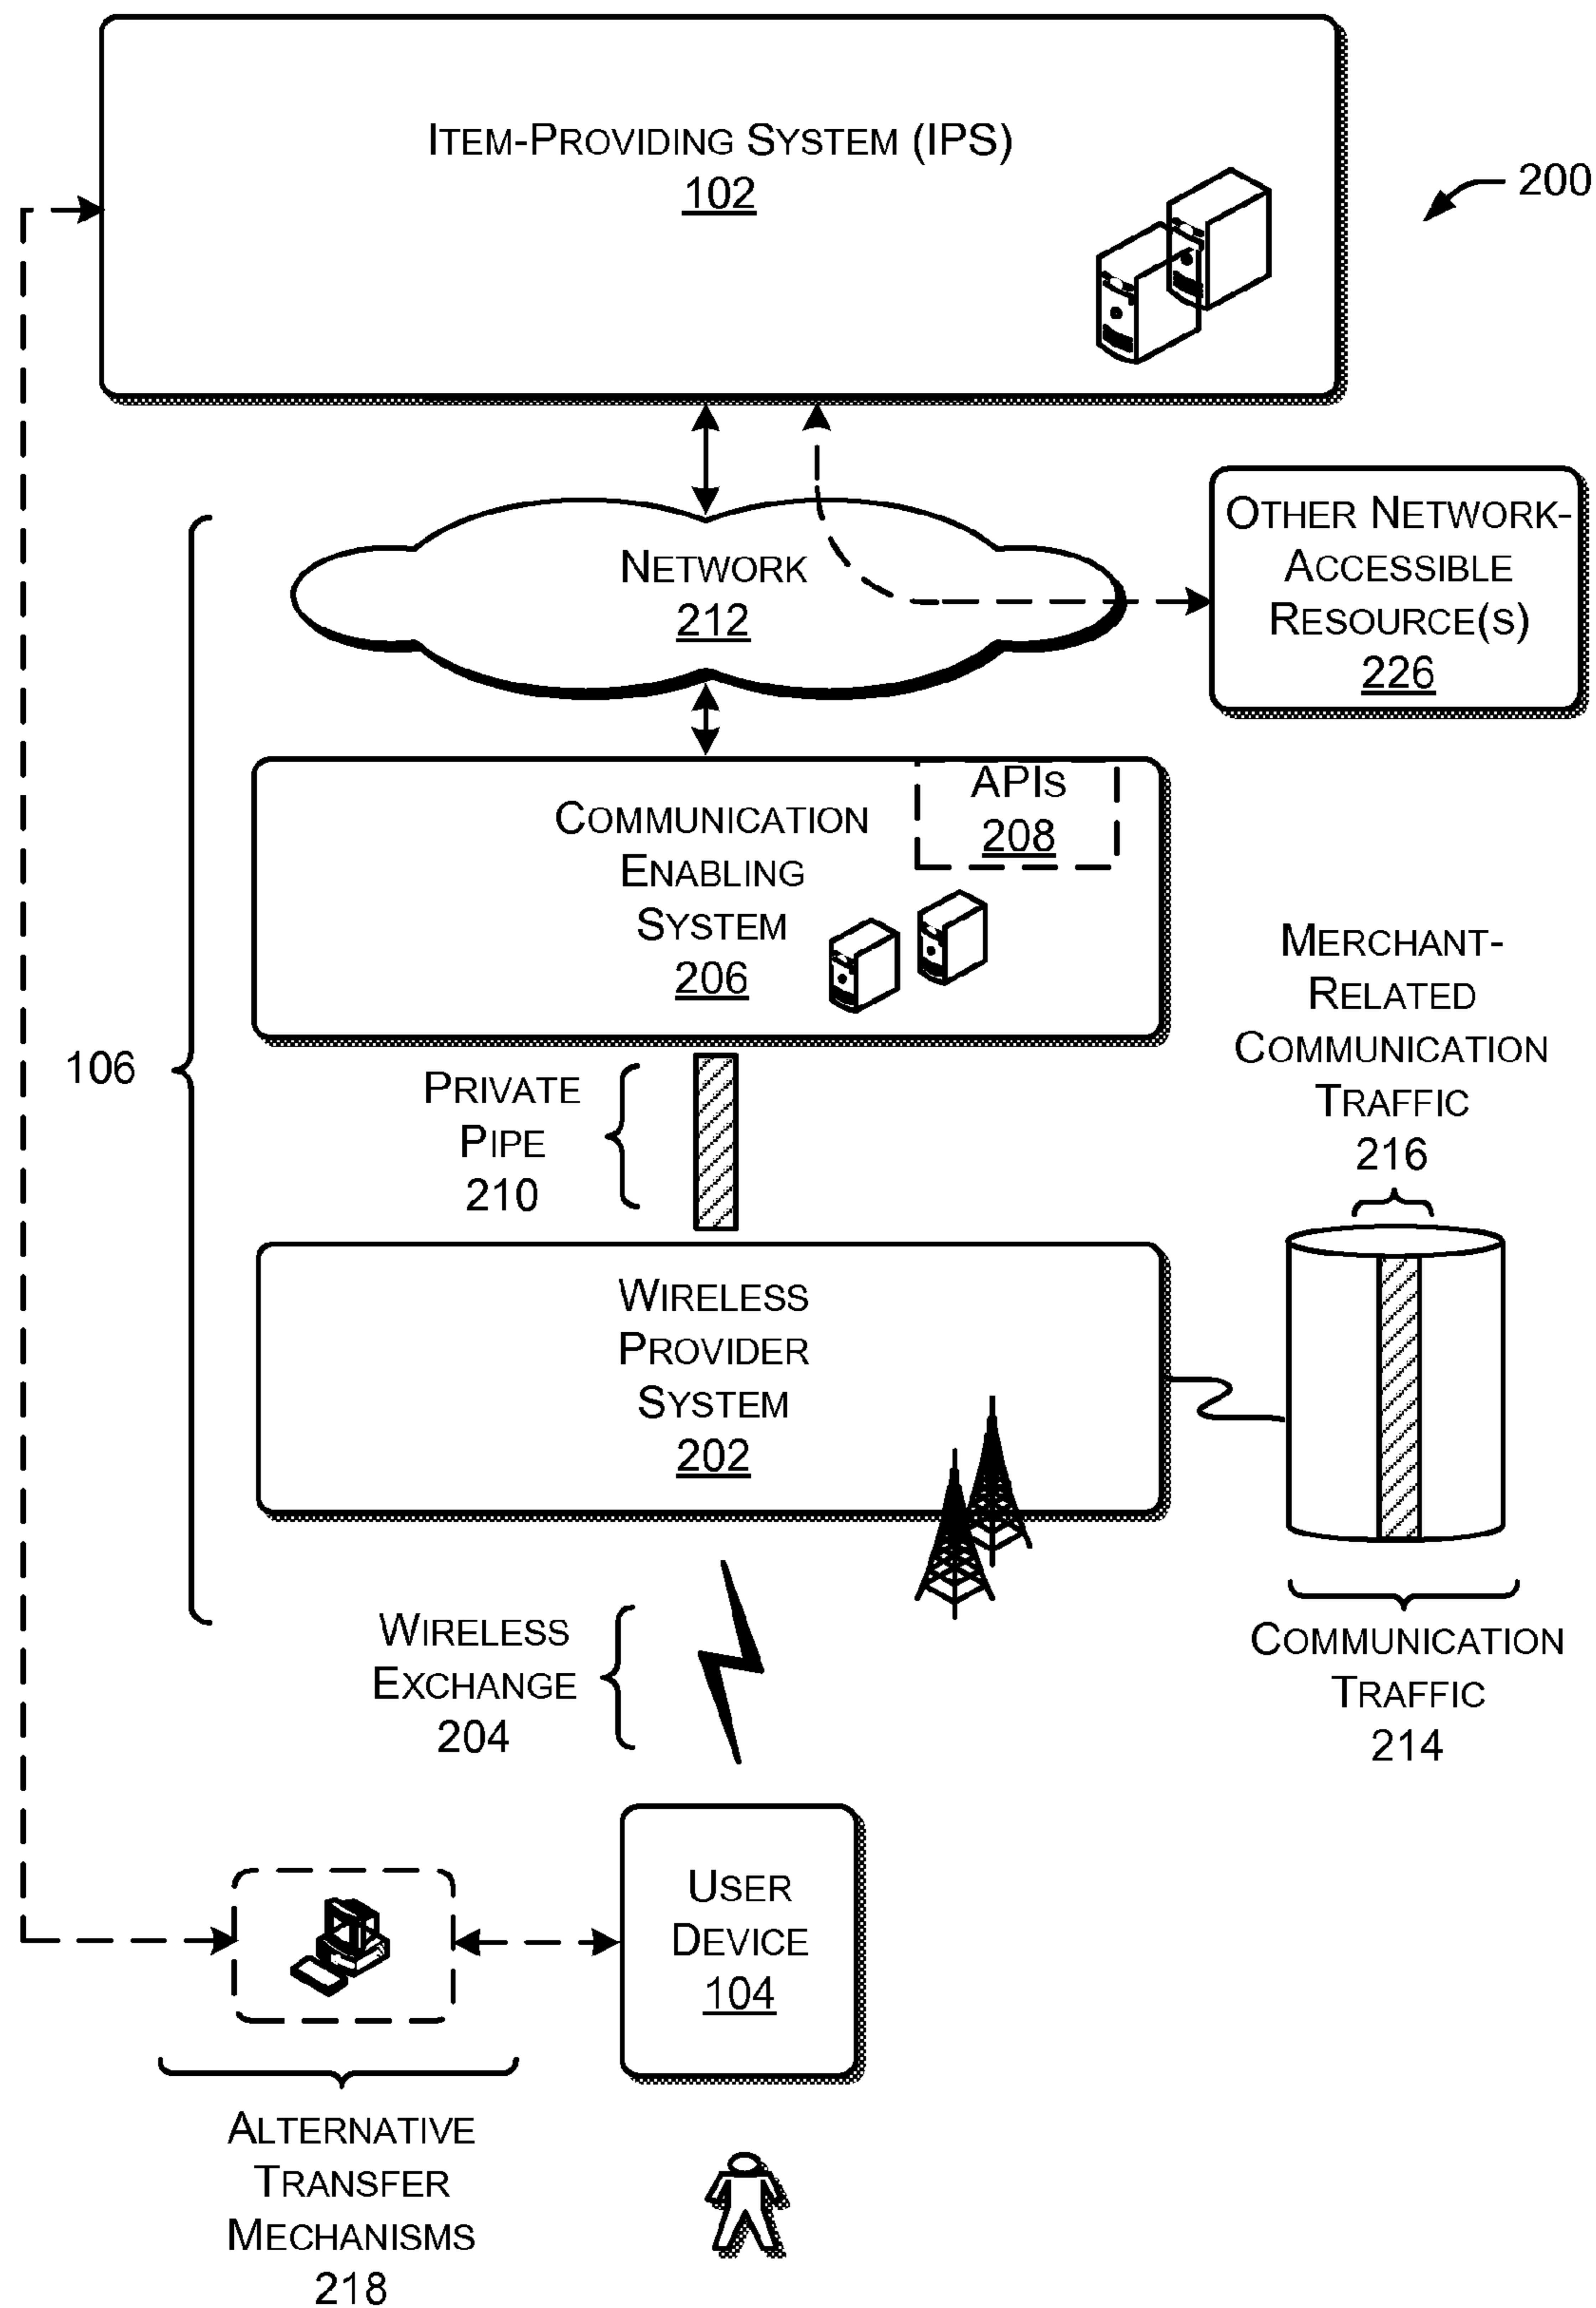 ITEM-PROVIDING SYSTEM (IPS)
102
200
OTHER NETWORK-
ACCESSIBLE
RESOURCE(S)
226
NETWORK
212
APIS
208
COMMUNICATION
ENABLING
SYSTEM
206
MERCHANT-
RELATED
COMMUNICATION
TRAFFIC
216
106
PRIVATE
PIPE
210
WIRELESS
PROVIDER
SYSTEM
202
COMMUNICATION
TRAFFIC
214
WIRELESS
EXCHANGE
204
USER
DEVICE
104
ALTERNATIVE
TRANSFER
MECHANISMS
218